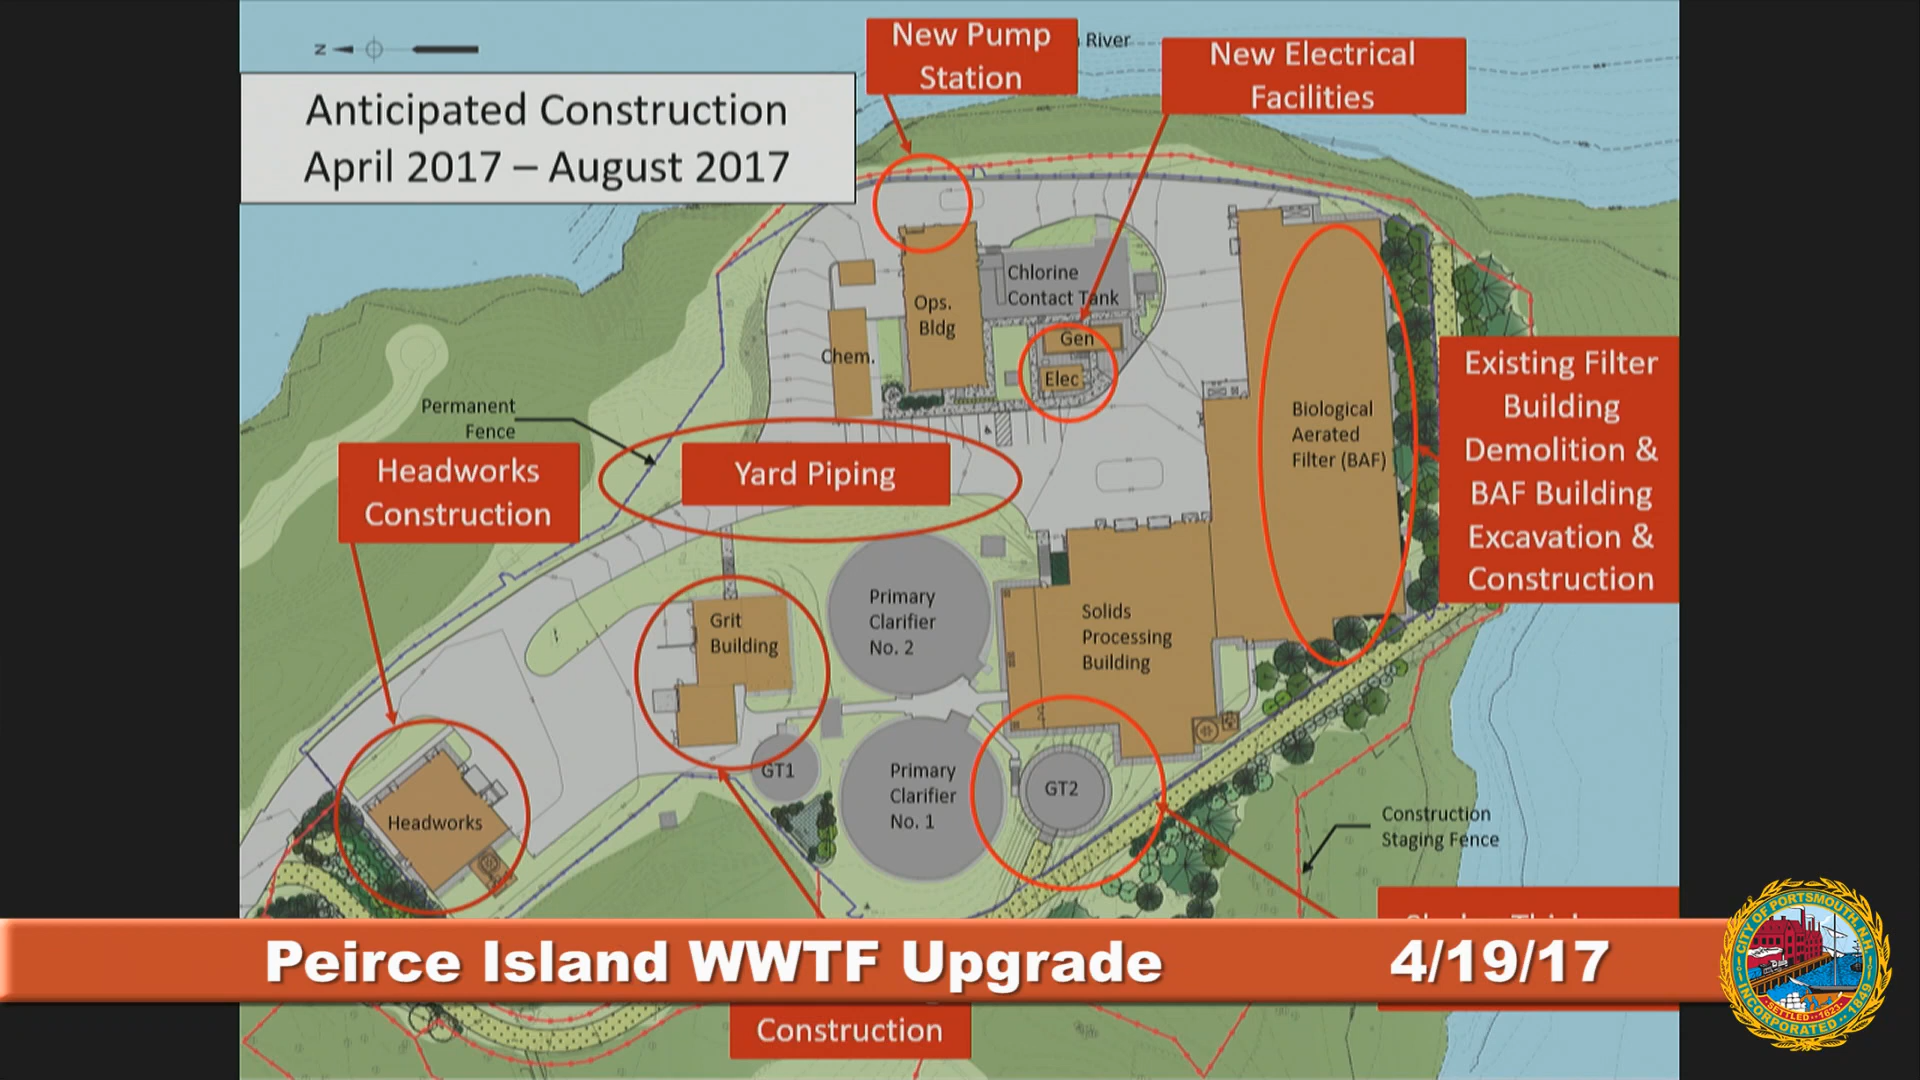 N
Anticipated Construction
April 2017 – August 2017
New Pump
Station
River
New Electrical
Facilities
Chlorine
Contact Tank
Ops.
Bldg
Gen
Elec
Chem.
Permanent
Fence
Biological
Aerated
Filter (BAF)
Existing Filter
Building
Demolition &
BAF Building
Excavation &
Construction
Headworks
Construction
Yard Piping
Grit
Building
Primary
Clarifier
No. 2
Solids
Processing
Building
GT1
Primary
Clarifier
No. 1
GT2
Headworks
Construction
Staging Fence
Peirce Island WWTF Upgrade
4/19/17
Construction
CITY OF PORTSMOUTH, N.H.
SETTLED 1623
INCORPORATED 1849